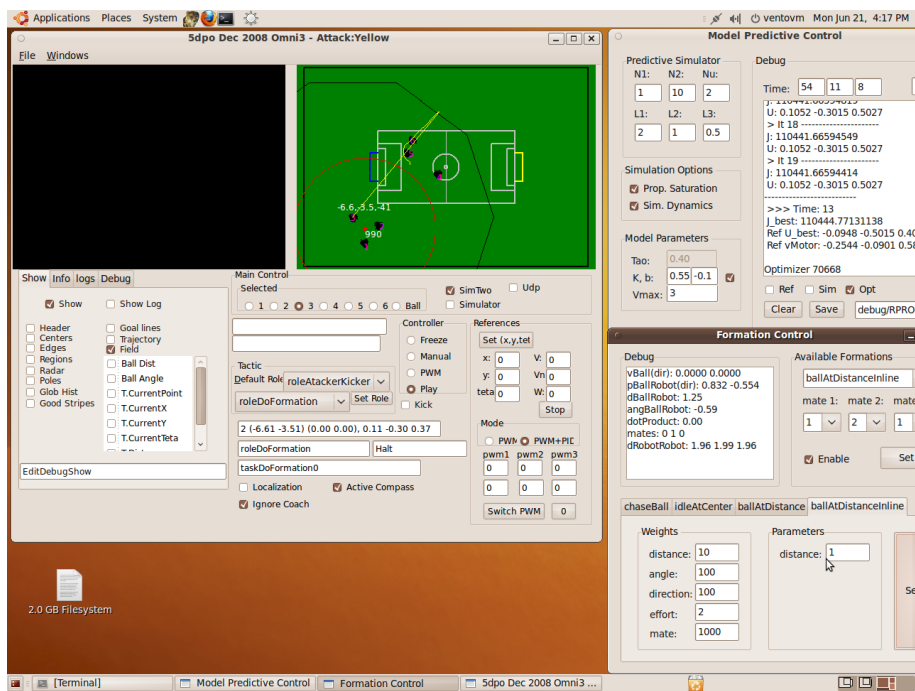 Applications Places System
ventovm Mon Jun 21, 4:17 PM
5dpo Dec 2008 Omni3 - Attack:Yellow
File Windows
-6.6,-3.5,-41
990
Show Info logs Debug
Show
Show Log
Header
Centers
Edges
Regions
Radar
Poles
Glob Hist
Good Stripes
Goal lines
Trajectory
Field
Ball Dist
Ball Angle
T.CurrentPoint
T.CurrentX
T.CurrentY
T.CurrentTeta
EditDebugShow
Main Control
Selected
1 2 3 4 5 6 Ball
SimTwo
Udp
Simulator
Controller
Freeze
Manual
PWM
Play
Kick
References
Set (x,y,tet
x: 0 V: 0
y: 0 Vn 0
teta 0 W: 0
Stop
Tactic
Default Role roleAtackerKicker
roleDoFormation Set Role
2 (-6.61 -3.51) (0.00 0.00), 0.11 -0.30 0.37
roleDoFormation Halt
taskDoFormation0
Localization
Active Compass
Ignore Coach
Mode
PWM PWM+PID
pwm1 pwm2 pwm3
0 0 0
0 0 0
Switch PWM 0
2.0 GB Filesystem
Model Predictive Control
Predictive Simulator
N1: N2: Nu:
1 10 2
L1: L2: L3:
2 1 0.5
Simulation Options
Prop. Saturation
Sim. Dynamics
Model Parameters
Tao: 0.40
K, b: 0.55 -0.1
Vmax: 3
Debug
Time: 54 11 8
J: 110441.66594615
U: 0.1052 -0.3015 0.5027
> It 18 ----------------------
J: 110441.66594549
U: 0.1052 -0.3015 0.5027
> It 19 ----------------------
J: 110441.66594414
U: 0.1052 -0.3015 0.5027
--------------------------
>>> Time: 13
J_best: 110444.77131138
Ref U_best: -0.0948 -0.5015 0.40
Ref vMotor: -0.2544 -0.0901 0.58
Optimizer 70668
Ref Sim Opt
Clear Save debug/RPRO
Formation Control
Debug
vBall(dir): 0.0000 0.0000
pBallRobot(dir): 0.832 -0.554
dBallRobot: 1.25
angBallRobot: -0.59
dotProduct: 0.00
mates: 0 1 0
dRobotRobot: 1.96 1.99 1.96
Available Formations
ballAtDistanceInline
mate 1: mate 2: mate
1 2 1
Enable Set
chaseBall idleAtCenter ballAtDistance ballAtDistanceInline
Weights
distance: 10
angle: 100
direction: 100
effort: 2
mate: 1000
Parameters
distance: 1
Se
[Terminal] Model Predictive Control Formation Control 5dpo Dec 2008 Omni3 ...